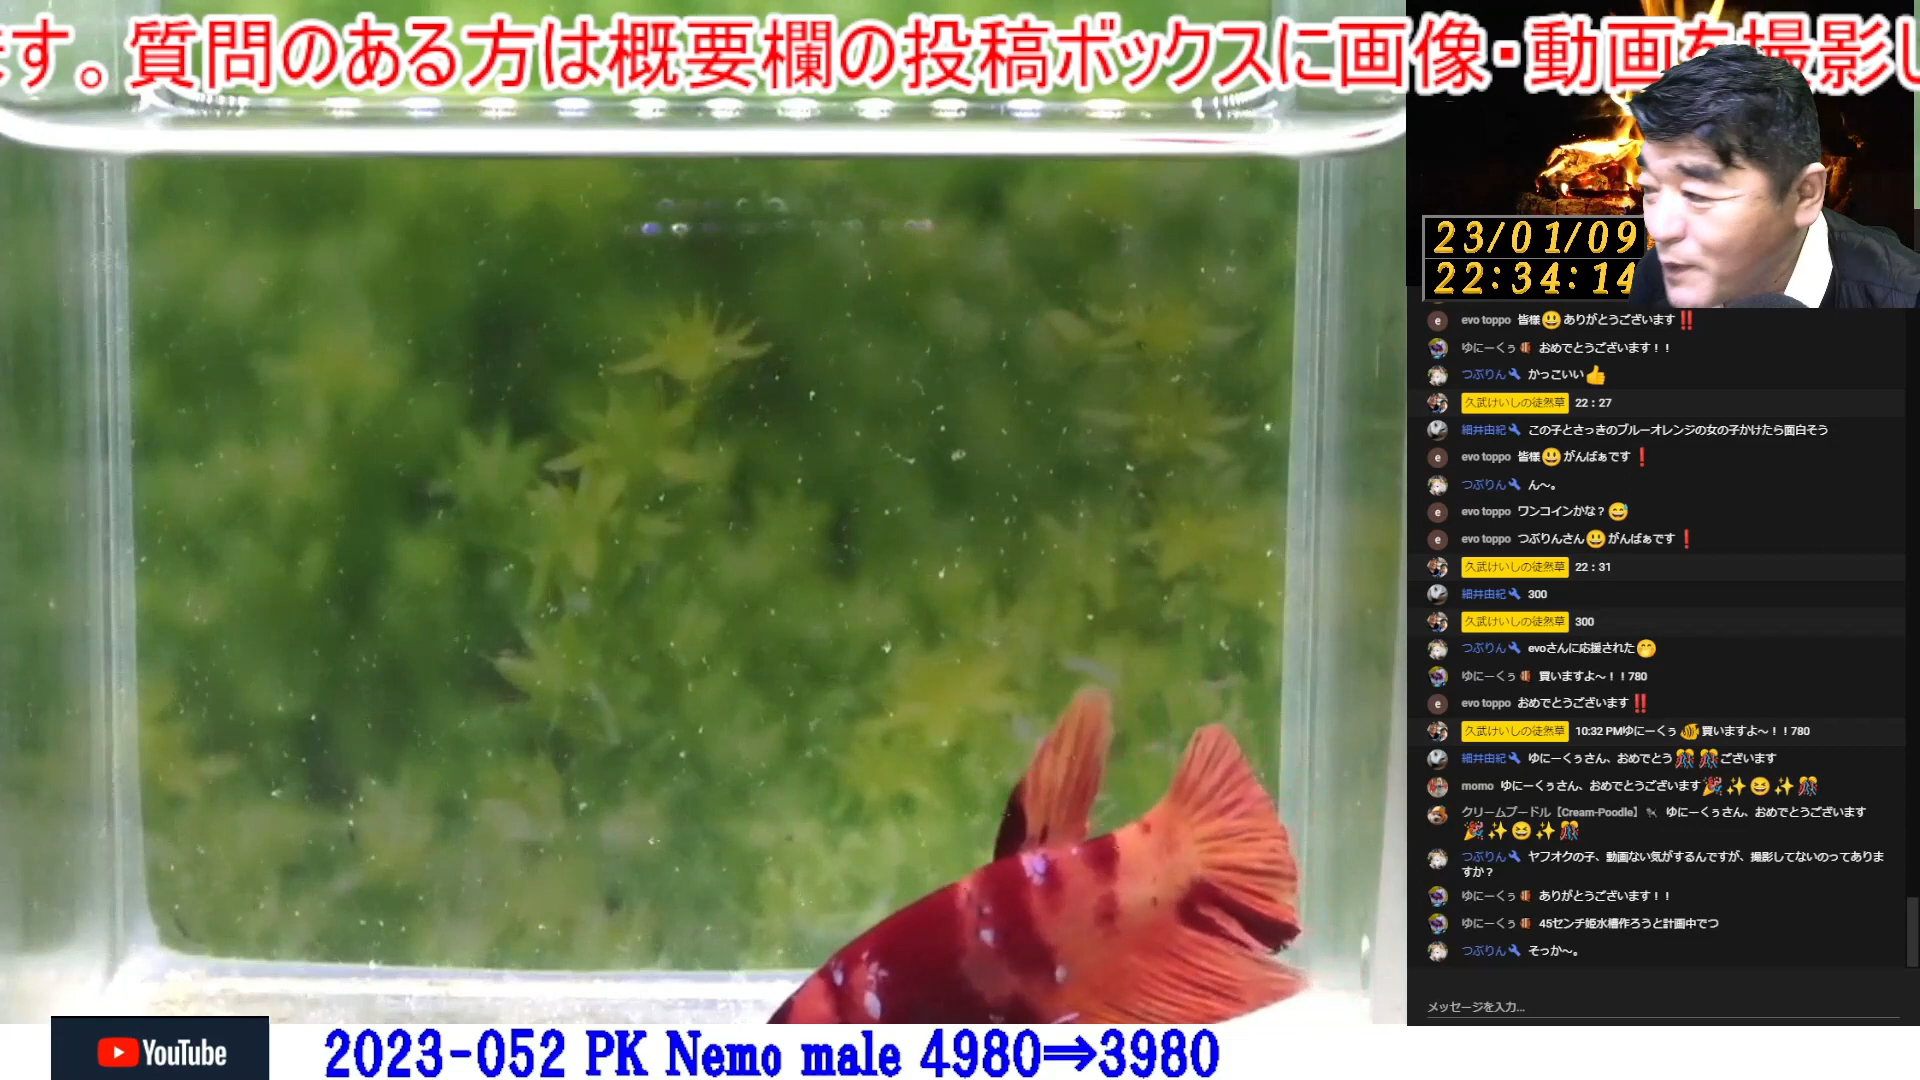 ます。質問のある方は概要欄の投稿ボックスに画像・動画を撮影し
23/01/09
22:34:14
evo toppo 皆様😃ありがとうございます‼️
ゆにーくぅ おめでとうございます！！
つぶりん かっこいい👍
久武けいしの徒然草 22：27
細井由紀 この子とさっきのブルーオレンジの女の子かけたら面白そう
evo toppo 皆様😃がんばぁです❗
つぶりん ん〜。
evo toppo ワンコインかな？😅
evo toppo つぶりんさん😃がんばぁです❗
久武けいしの徒然草 22：31
細井由紀 300
久武けいしの徒然草 300
つぶりん evoさんに応援された🤭
ゆにーくぅ 買いますよ〜！！780
evo toppo おめでとうございます‼️
久武けいしの徒然草 10:32 PMゆにーくぅ🐠買いますよ〜！！780
細井由紀 ゆにーくぅさん、おめでとう🎊🎊ございます
momo ゆにーくぅさん、おめでとうございます🎉✨😆✨🎊
クリームプードル【Cream-Poodle】 ゆにーくぅさん、おめでとうございます
🎉✨😆✨🎊
つぶりん ヤフオクの子、動画ない気がするんですが、撮影してないのってありま
すか？
ゆにーくぅ ありがとうございます！！
ゆにーくぅ 45センチ姫水槽作ろうと計画中でつ
つぶりん そっか〜。
メッセージを入力...
YouTube
2023-052 PK Nemo male 4980⇒3980